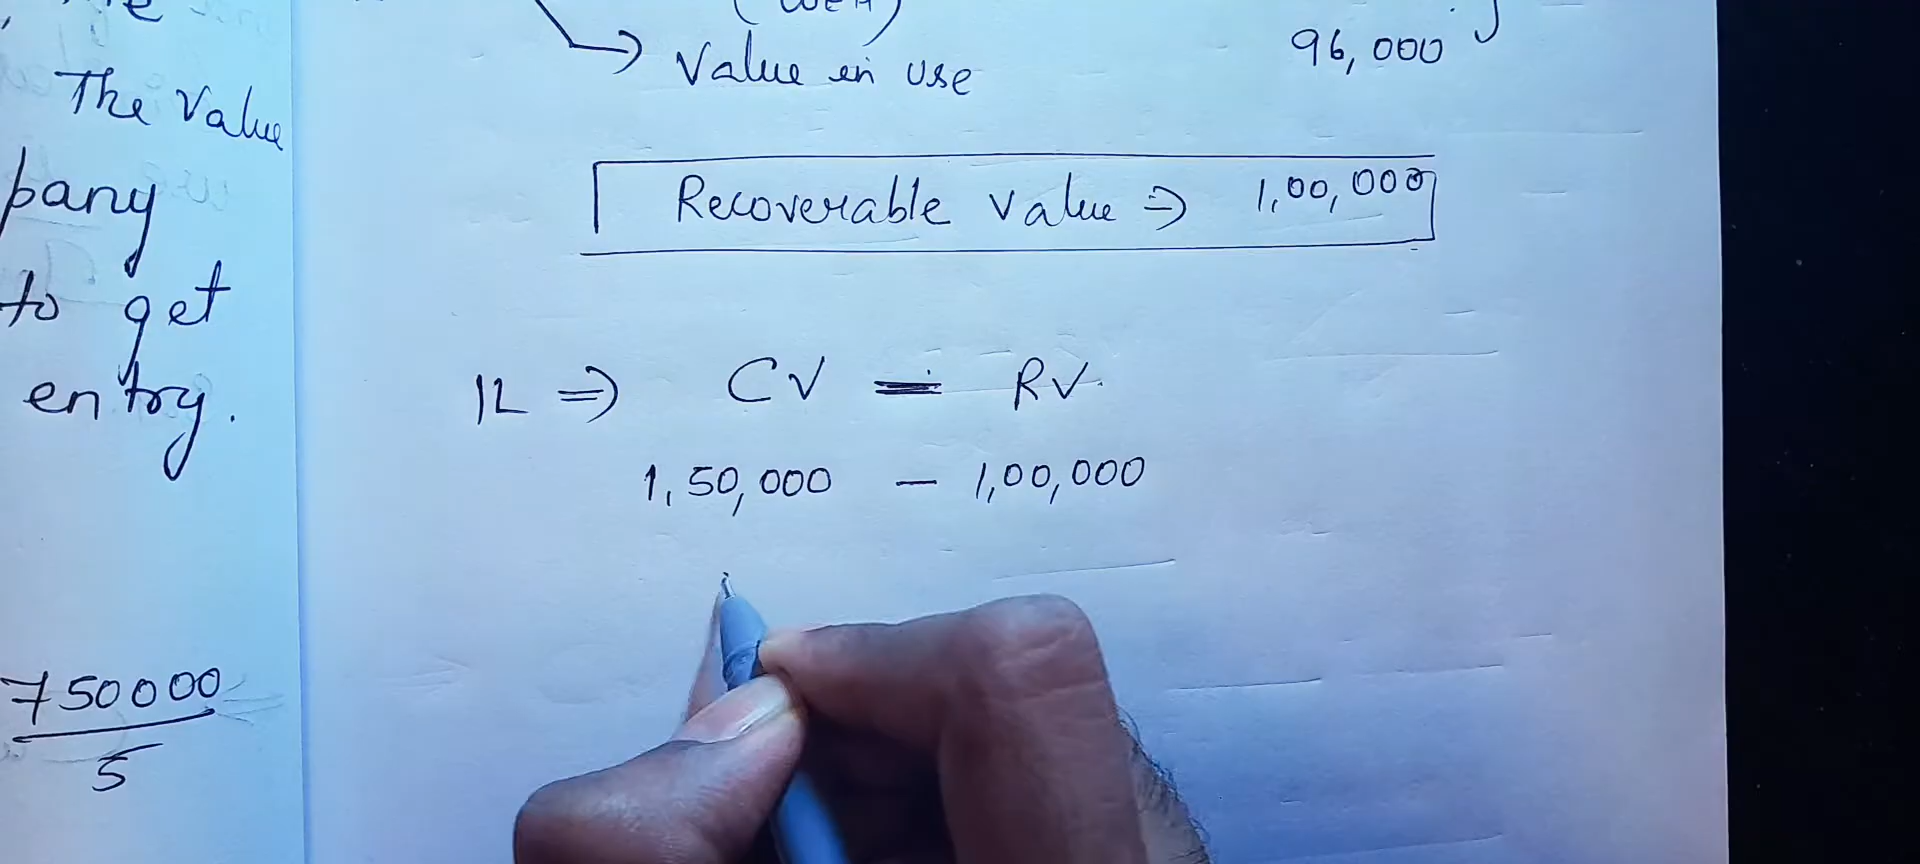 The Value
pany
to get
entry.
750000
5
Value in use 96,000
Recoverable Value ⇒ 1,00,000
IL ⇒ CV — RV.
1,50,000 — 1,00,000